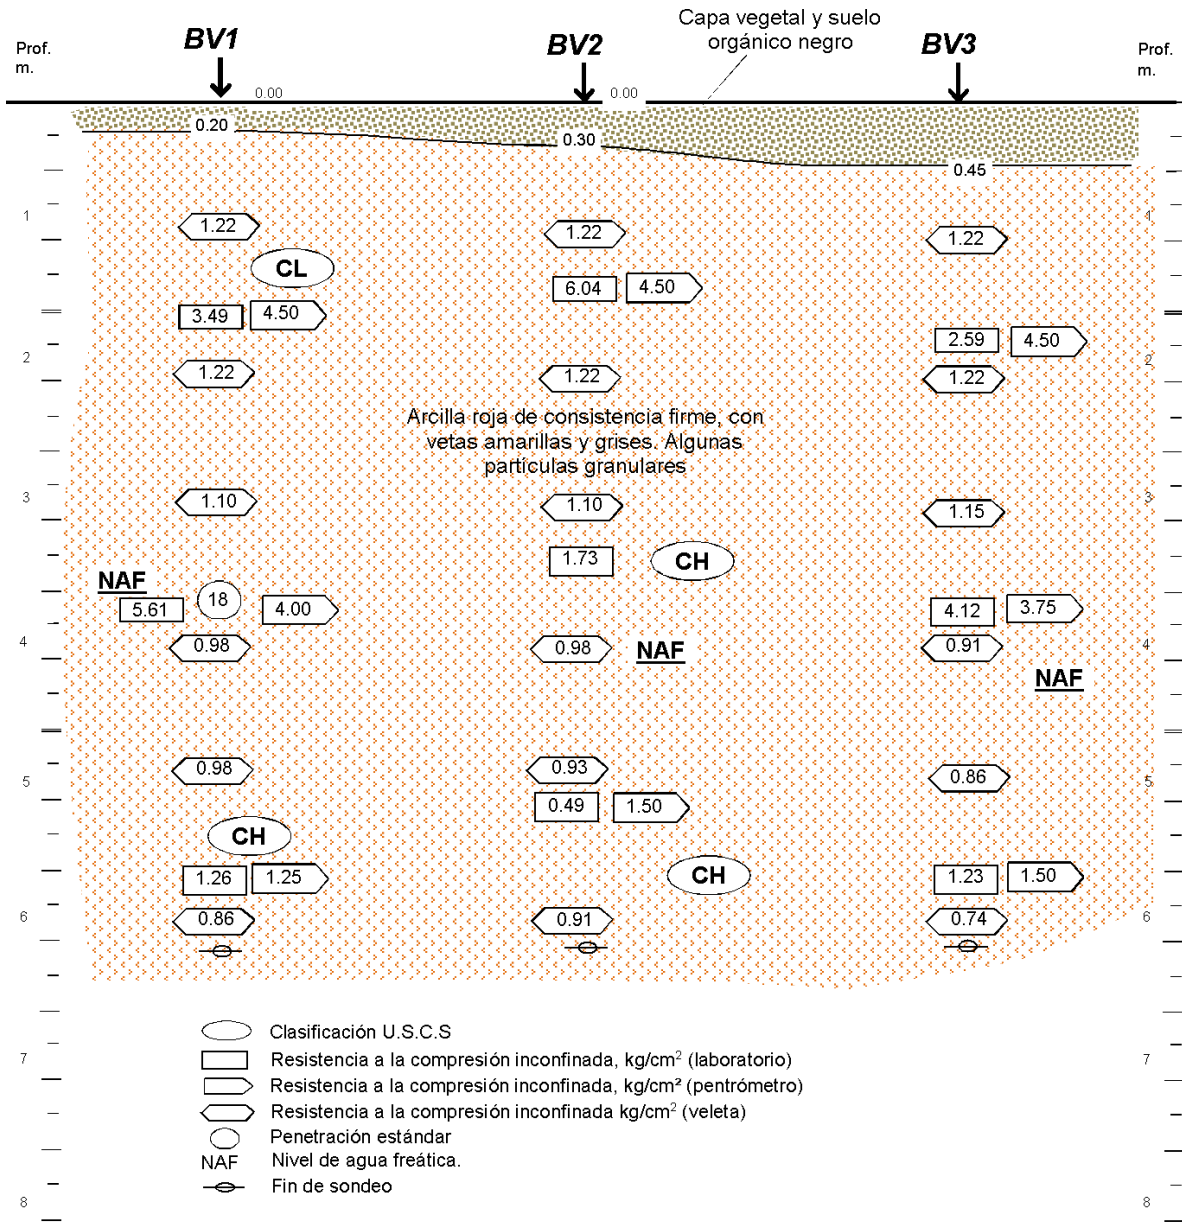 Capa vegetal y suelo
orgánico negro
Prof.
m.
BV1
BV2
BV3
Prof.
m.
0.00
0.00
0.20
0.30
0.45
1
1.22
1.22
1.22
1
CL
6.04
4.50
3.49
4.50
2.59
4.50
2
1.22
1.22
1.22
2
Arcilla roja de consistencia firme, con
vetas amarillas y grises. Algunas
partículas granulares
3
1.10
1.10
1.15
3
1.73
CH
NAF
5.61
18
4.00
4.12
3.75
4
0.98
0.98
NAF
0.91
4
NAF
5
0.98
0.93
0.86
5
0.49
1.50
CH
1.26
1.25
CH
1.23
1.50
6
0.86
0.91
0.74
6
Clasificación U.S.C.S
Resistencia a la compresión inconfinada, kg/cm² (laboratorio)
7
Resistencia a la compresión inconfinada, kg/cm² (pentrómetro)
7
Resistencia a la compresión inconfinada kg/cm² (veleta)
Penetración estándar
NAF Nivel de agua freática.
Fin de sondeo
8
8